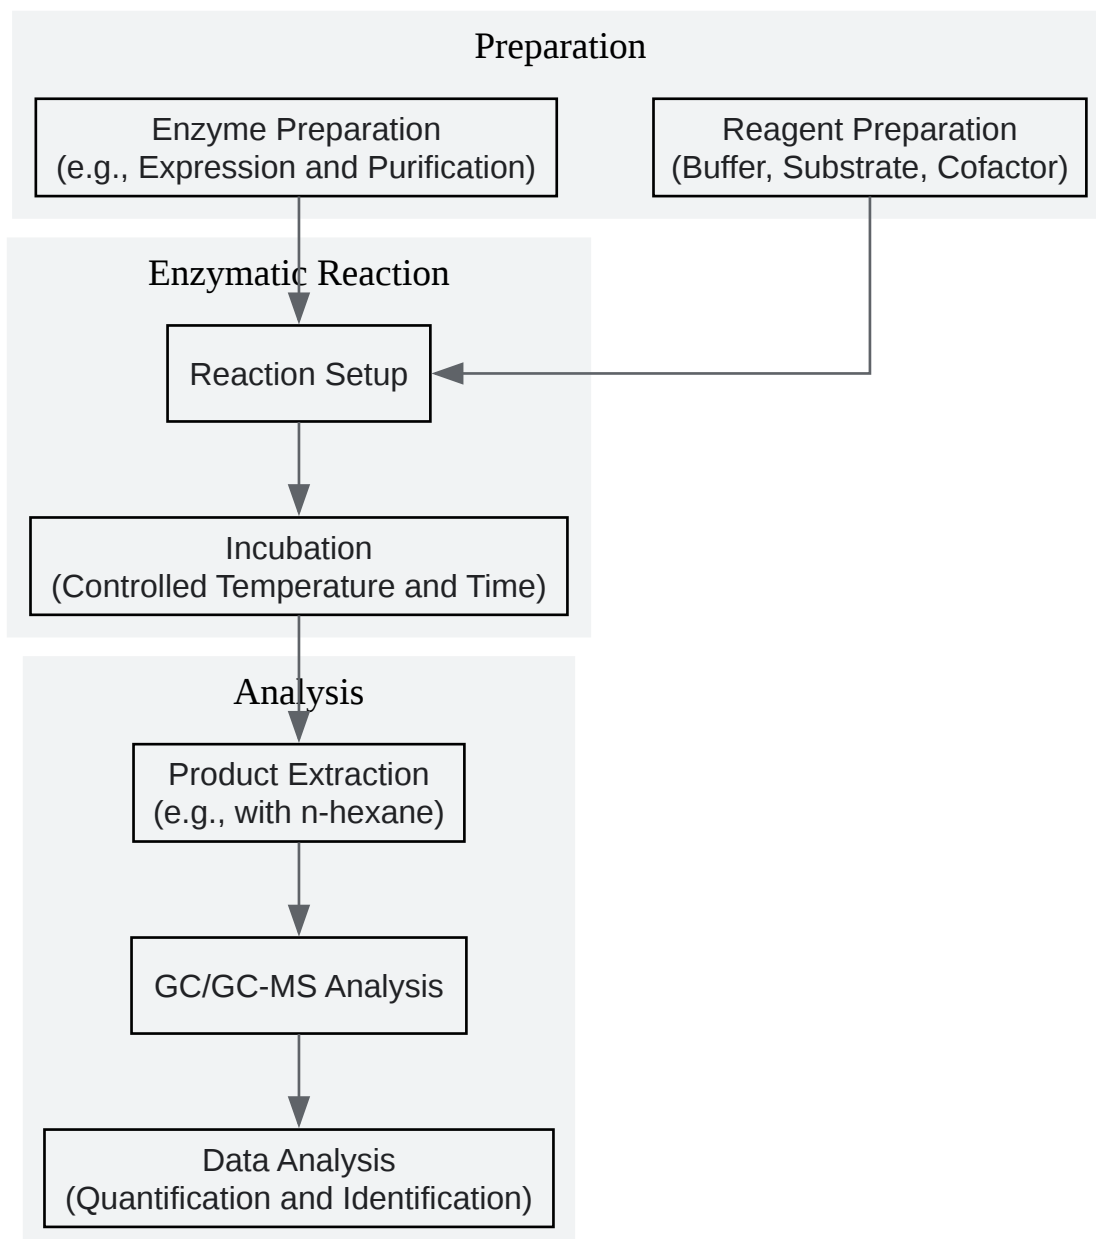 Preparation
Enzyme Preparation
(e.g., Expression and Purification)
Reagent Preparation
(Buffer, Substrate, Cofactor)
Enzymatic Reaction
Reaction Setup
Incubation
(Controlled Temperature and Time)
Analysis
Product Extraction
(e.g., with n-hexane)
GC/GC-MS Analysis
Data Analysis
(Quantification and Identification)